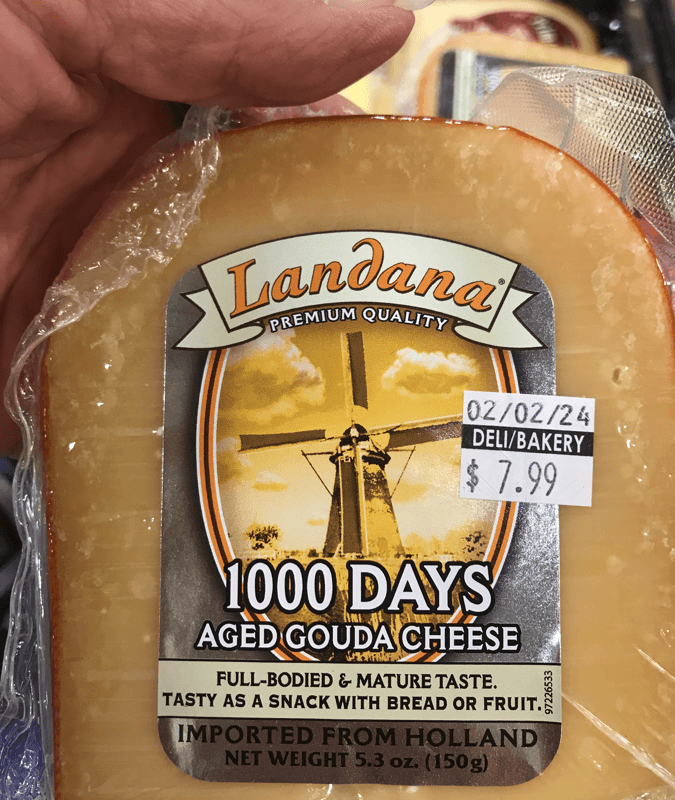 Landana®
PREMIUM QUALITY
02/02/24
DELI/BAKERY
$ 7.99
1000 DAYS
AGED GOUDA CHEESE
FULL-BODIED & MATURE TASTE.
TASTY AS A SNACK WITH BREAD OR FRUIT.
97226533
IMPORTED FROM HOLLAND
NET WEIGHT 5.3 oz. (150g)